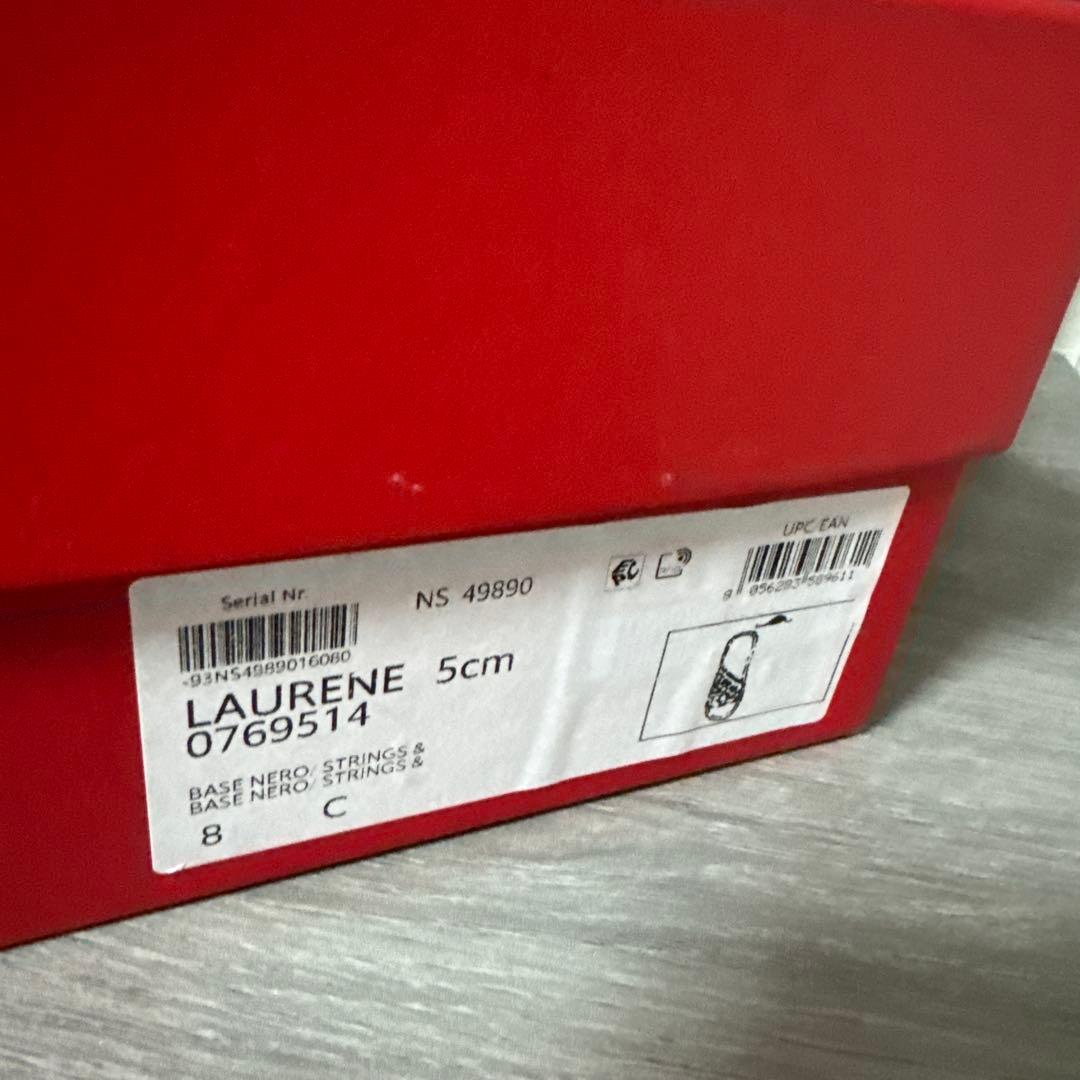 Serial Nr.
NS 49890
UPC EAN
-93NS4989016080
8 056283 589611
LAURENE 5cm
0769514
BASE NERO/ STRINGS &
BASE NERO/ STRINGS &
8 C